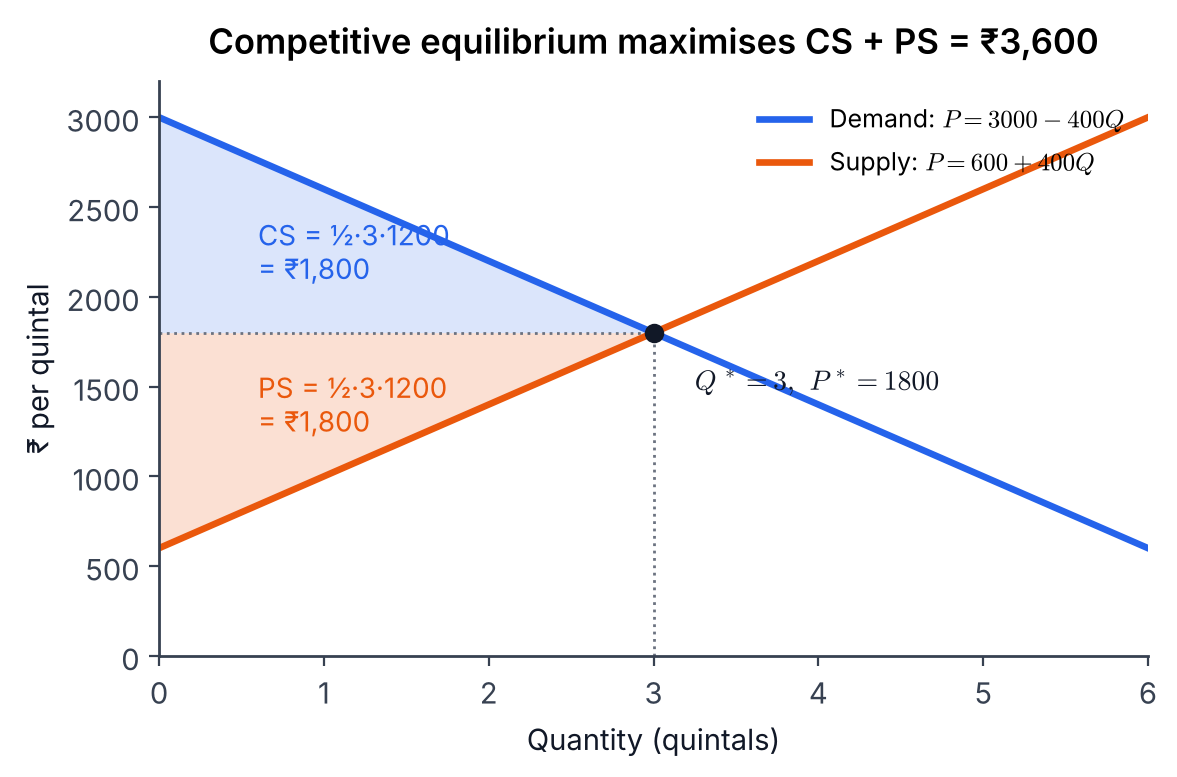 Competitive equilibrium maximises CS + PS = ₹3,600
Demand: P = 3000 − 400Q
Supply: P = 600 + 400Q
₹ per quintal
3000
2500
2000
1500
1000
500
0
CS = ½·3·1200
= ₹1,800
PS = ½·3·1200
= ₹1,800
Q* = 3, P* = 1800
0 1 2 3 4 5 6
Quantity (quintals)